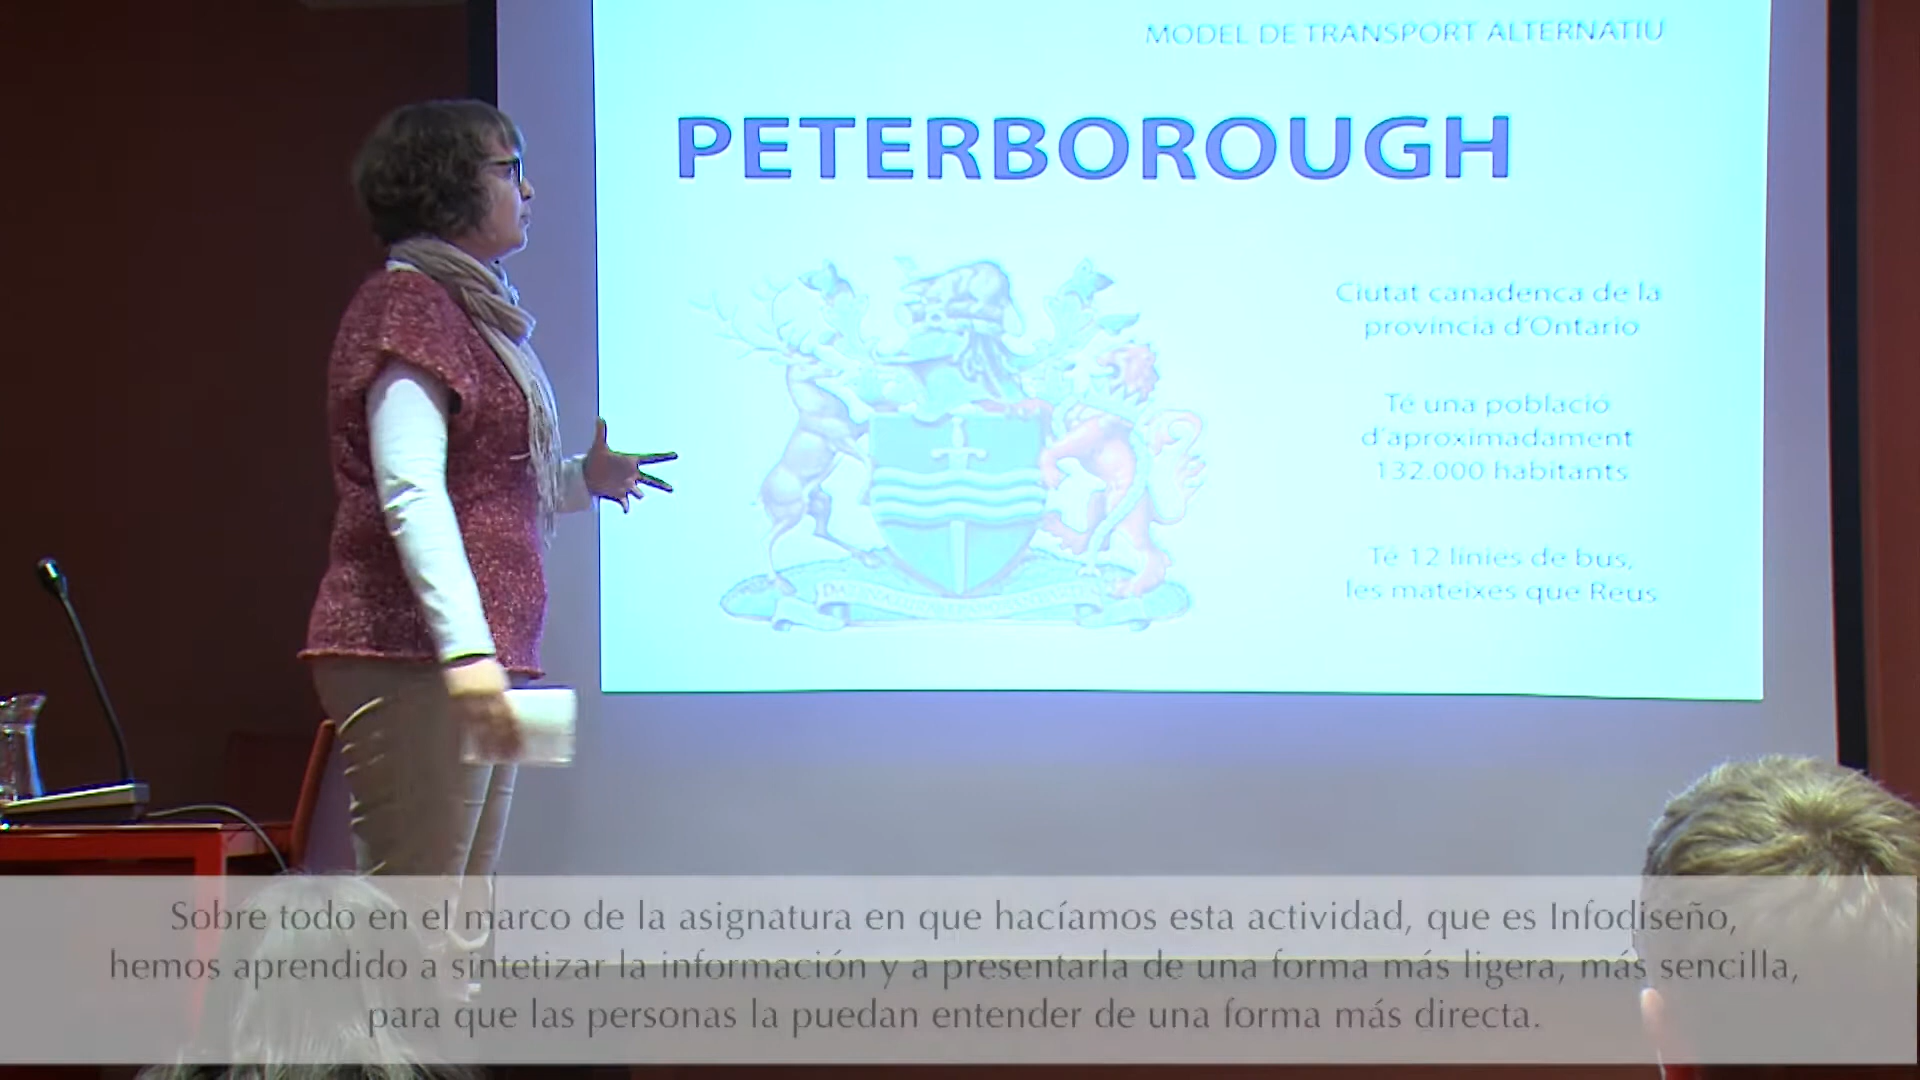 MODEL DE TRANSPORT ALTERNATIU
PETERBOROUGH
Ciutat canadenca de la
provincia d'Ontario
Té una població
d'aproximadament
132.000 habitants
Té 12 línies de bus,
les mateixes que Reus
Sobre todo en el marco de la asignatura en que hacíamos esta actividad, que es Infodiseño,
hemos aprendido a sintetizar la información y a presentarla de una forma más ligera, más sencilla,
para que las personas la puedan entender de una forma más directa.